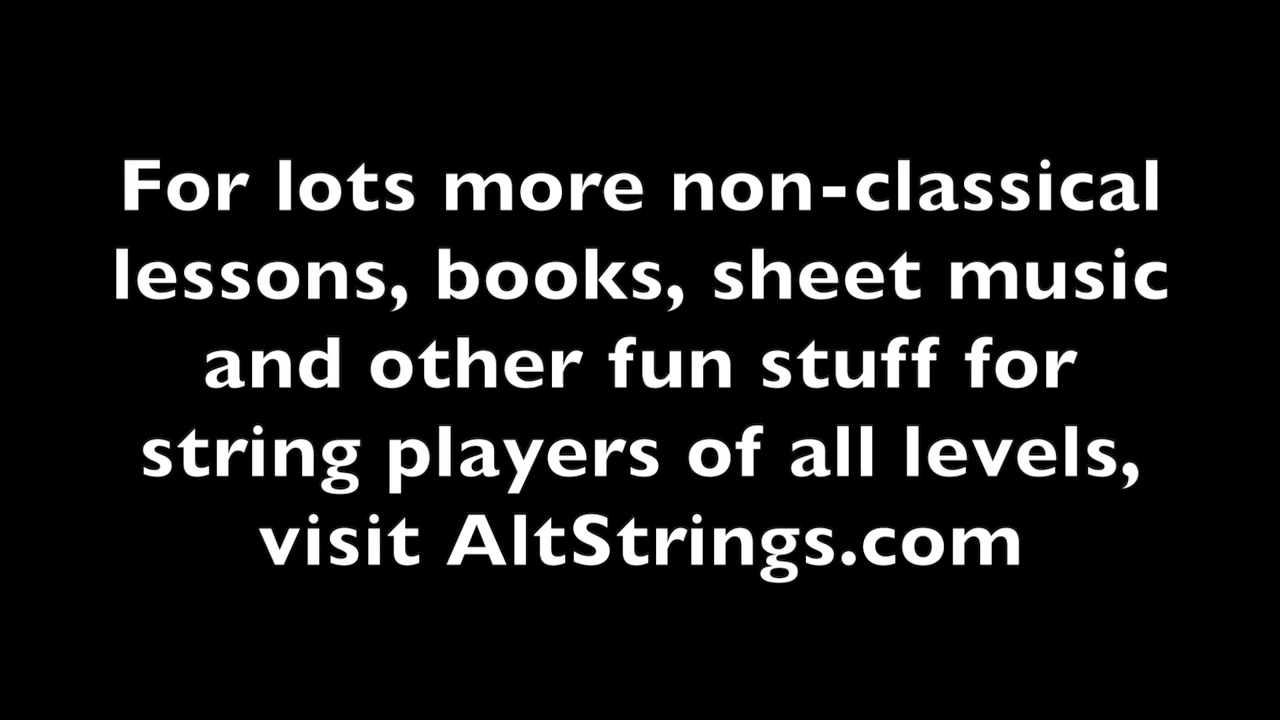 For lots more non-classical
lessons, books, sheet music
and other fun stuff for
string players of all levels,
visit AltStrings.com